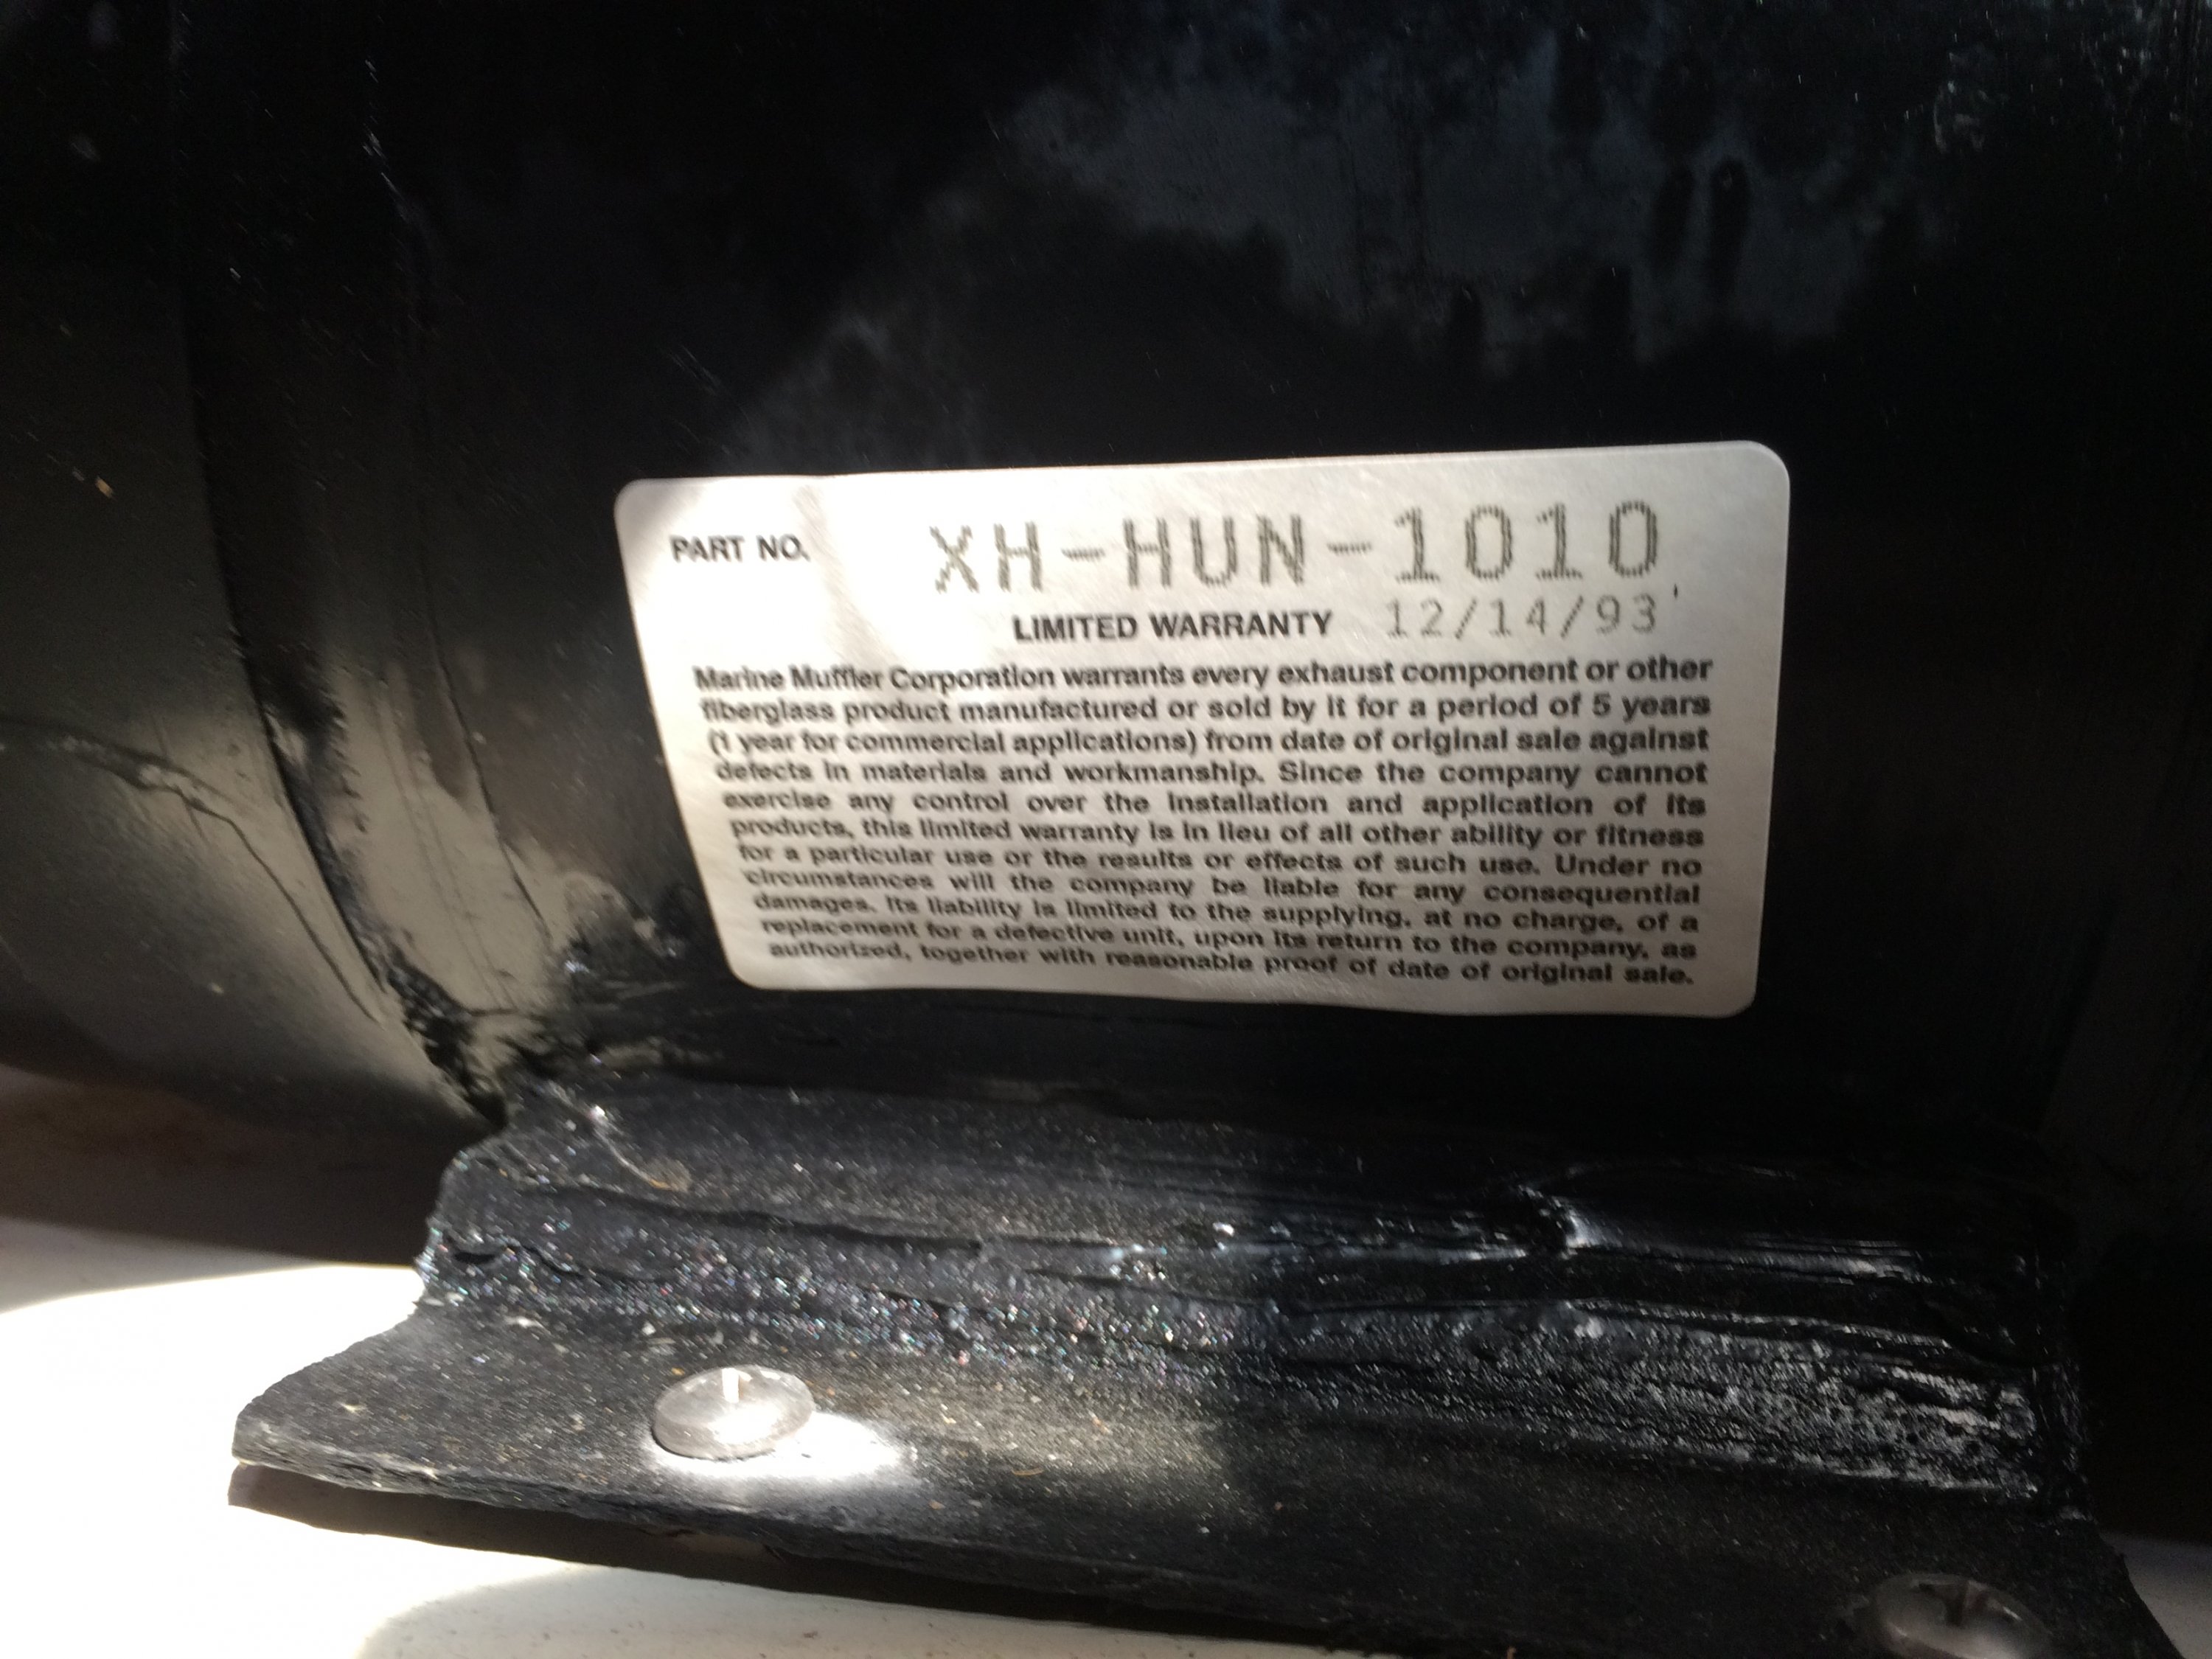 PART NO. XH-HUN-1010
LIMITED WARRANTY 12/14/93
Marine Muffler Corporation warrants every exhaust component or other
fiberglass product manufactured or sold by it for a period of 5 years
(1 year for commercial applications) from date of original sale against
defects in materials and workmanship. Since the company cannot
exercise any control over the installation and application of its
products, this limited warranty is in lieu of all other ability or fitness
for a particular use or the results or effects of such use. Under no
circumstances will the company be liable for any consequential
damages. Its liability is limited to the supplying, at no charge, of a
replacement for a defective unit, upon its return to the company, as
authorized, together with reasonable proof of date of original sale.